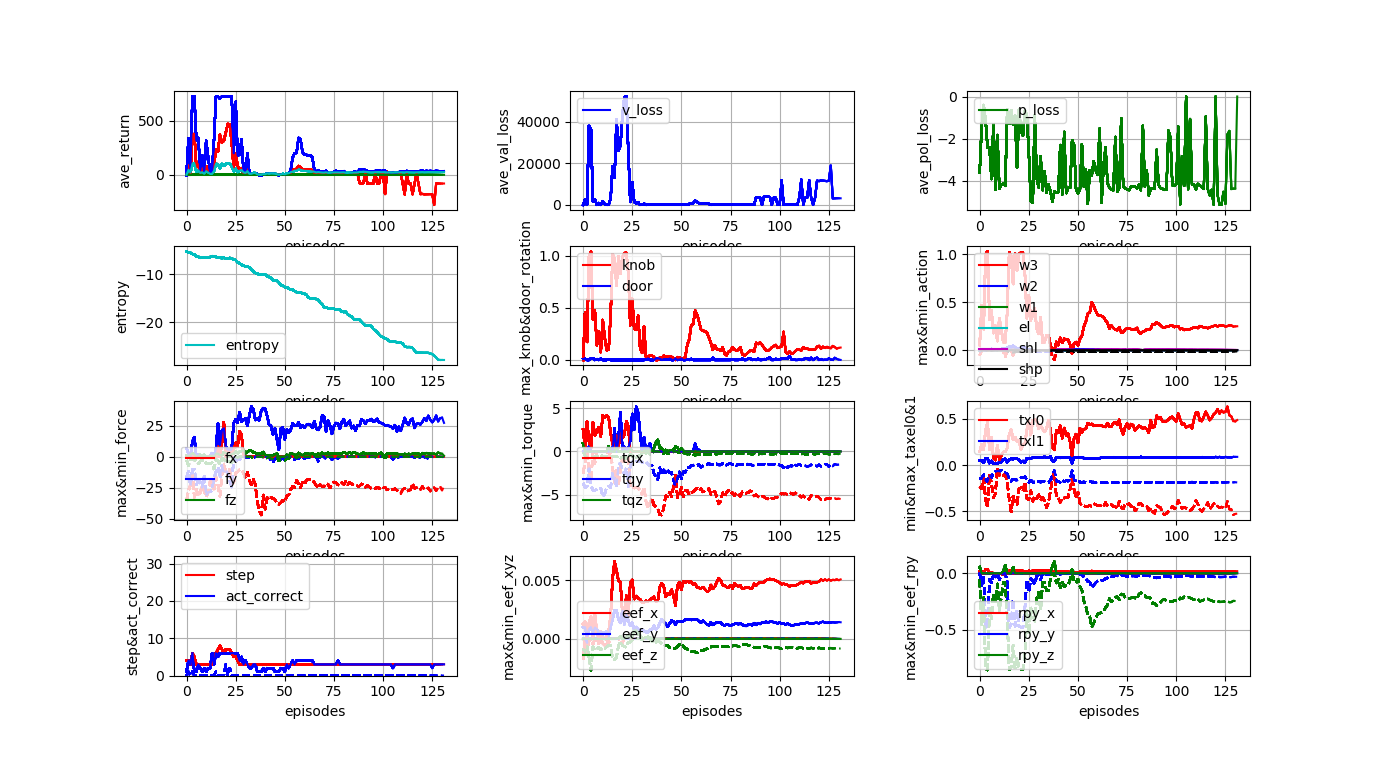 ave_return
500
0
0
25
50
75
100
125
episodes
ave_val_loss
v_loss
40000
20000
0
0
25
50
75
100
125
ave_pol_loss
p_loss
0
−2
−4
0
25
50
75
100
125
entropy
−10
−20
entropy
0
25
50
75
100
125
episodes
max_knob&door_rotation
knob
door
1.0
0.5
0.0
0
25
50
75
100
125
max&min_action
w3
w2
w1
el
shl
shp
1.0
0.5
0.0
0
25
50
75
100
125
max&min_force
fx
fy
fz
25
0
−25
−50
0
25
50
75
100
125
episodes
max&min_torque
tqx
tqy
tqz
5
0
−5
0
25
50
75
100
125
episodes
min&max_taxel0&1
txl0
txl1
0.5
0.0
−0.5
0
25
50
75
100
125
episodes
step&act_correct
step
act_correct
30
20
10
0
0
25
50
75
100
125
episodes
max&min_eef_xyz
eef_x
eef_y
eef_z
0.005
0.000
0
25
50
75
100
125
episodes
max&min_eef rpy
rpy_x
rpy_y
rpy_z
0.0
−0.5
0
25
50
75
100
125
episodes